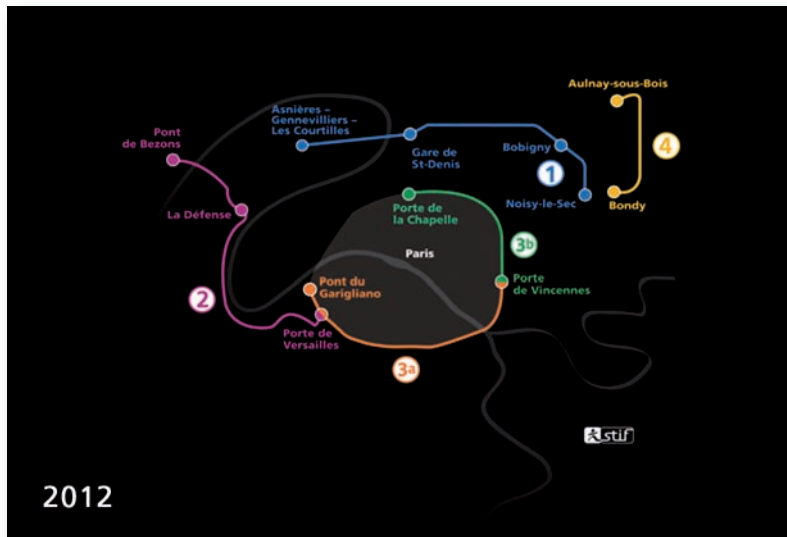 Aulnay-sous-Bois
Asnières –
Gennevilliers –
Les Courtilles
Pont
de Bezons
Gare de
St-Denis
Bobigny
4
1
La Défense
Porte de
la Chapelle
Noisy-le-Sec
Bondy
3b
Paris
Pont du
Garigliano
Porte
de Vincennes
2
Porte de
Versailles
3a
stif
2012